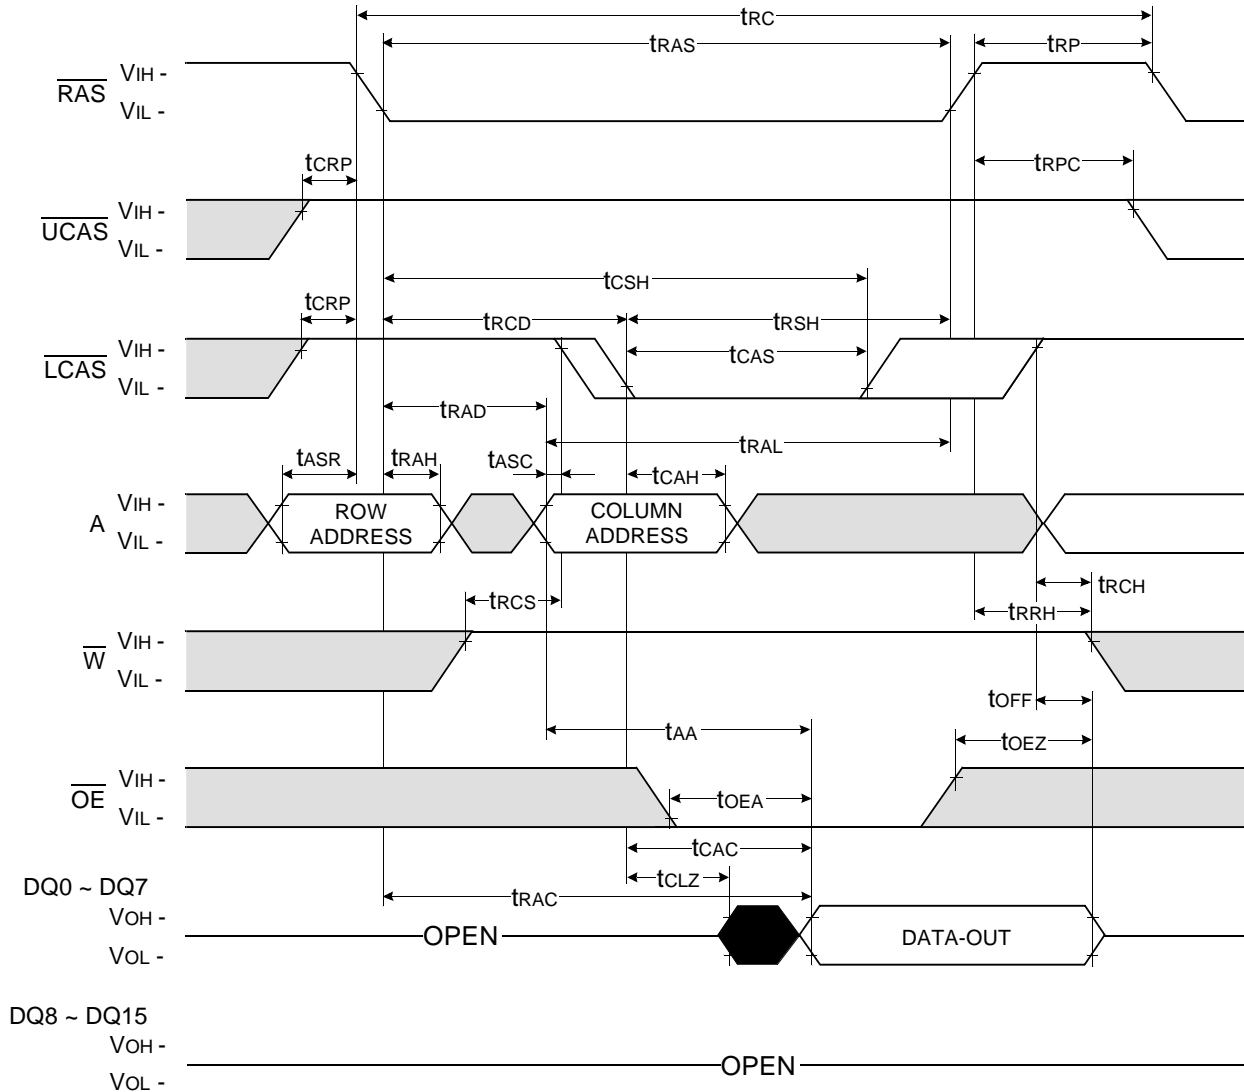 tRC
tRAS
tRP
RAS
VIH -
VIL -
tCRP
tRPC
UCAS
VIH -
VIL -
tCSH
tCRP
tRCD
tRSH
LCAS
VIH -
VIL -
tCAS
tRAD
tRAL
tASR
tRAH
tASC
tCAH
A
VIH -
VIL -
ROW
ADDRESS
COLUMN
ADDRESS
tRCS
tRCH
tRRH
W
VIH -
VIL -
tOFF
tAA
tOEZ
OE
VIH -
VIL -
tOEA
tCAC
tCLZ
tRAC
DQ0 ~ DQ7
VOH -
VOL -
OPEN
DATA-OUT
DQ8 ~ DQ15
VOH -
VOL -
OPEN